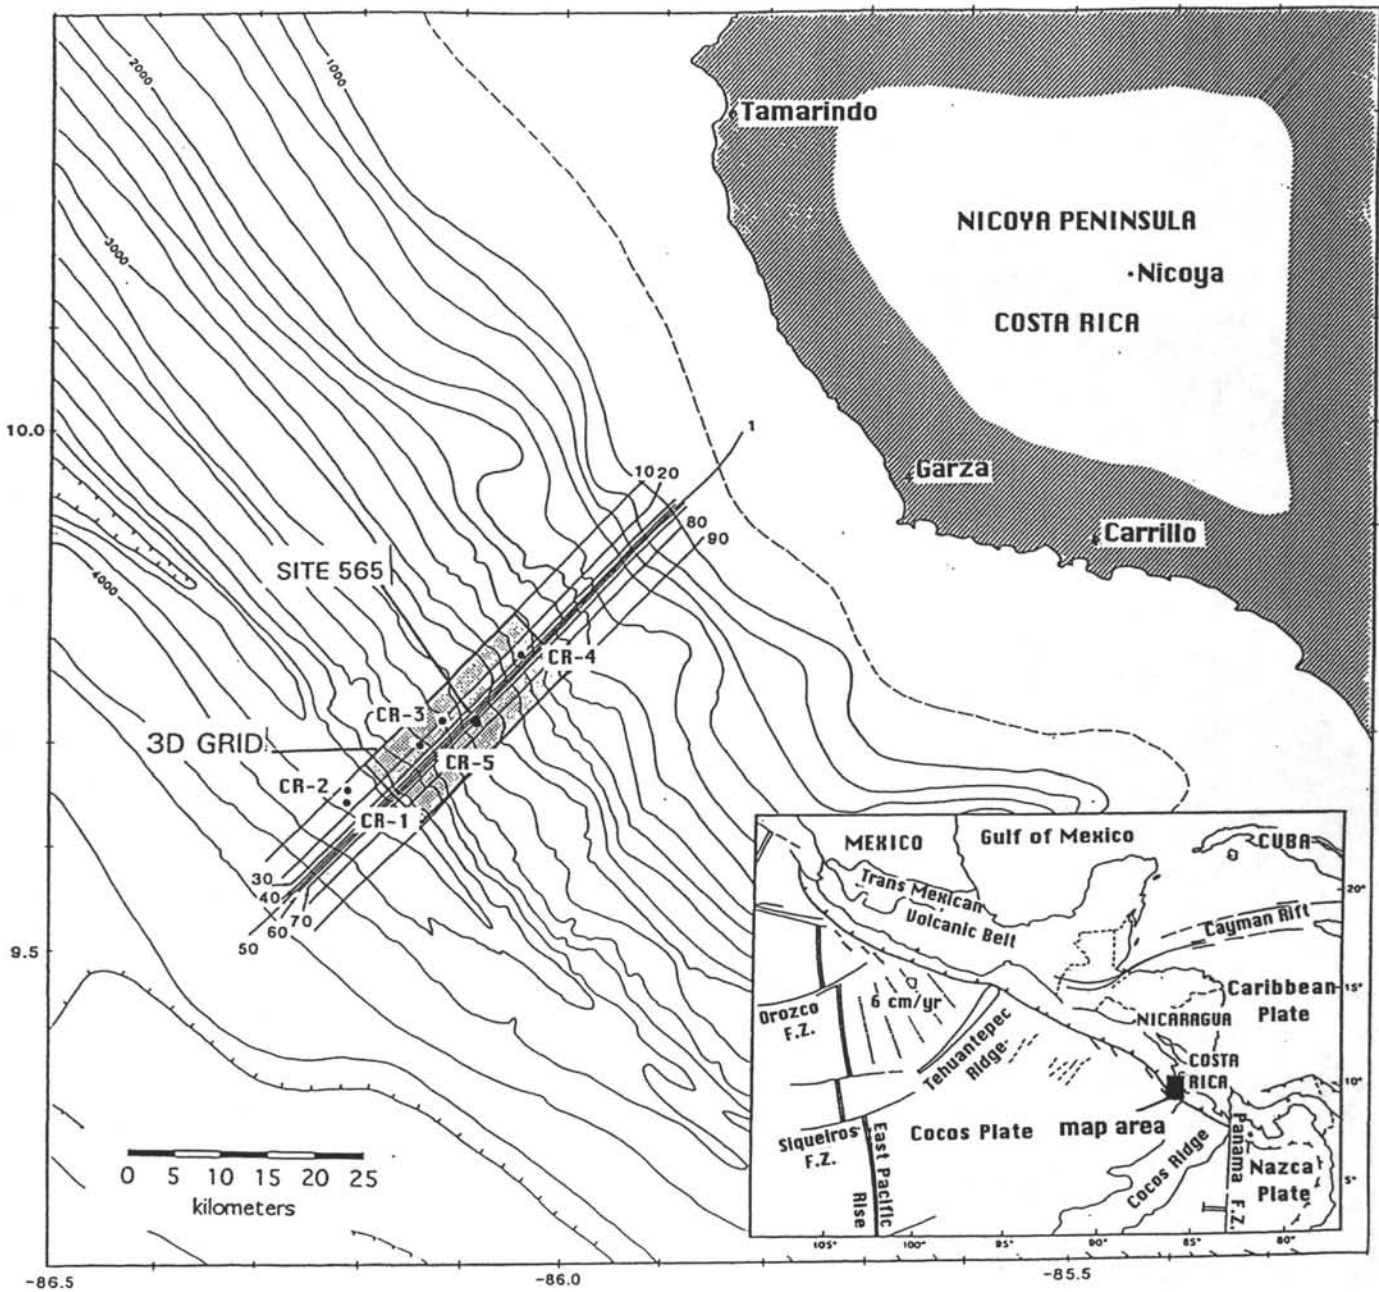 2000
1000
3000
4000
Tamarindo
NICOYA PENINSULA
Nicoya
COSTA RICA
Garza
Carrillo
10.0
9.5
1
10 20
80
90
SITE 565
CR-4
CR-3
3D GRID
CR-5
CR-2
CR-1
30
40
50
60
70
0 5 10 15 20 25
kilometers
-86.5
-86.0
-85.5
MEXICO
Gulf of Mexico
CUBA
Trans Mexican
Volcanic Belt
Cayman Rift
20°
15°
10°
5°
6 cm/yr
Orozco
F.Z.
Tehuantepec
Ridge
Caribbean
Plate
NICARAGUA
COSTA
RICA
Siqueiros
F.Z.
East Pacific
Rise
Cocos Plate
map area
Cocos Ridge
Panama F.Z.
Nazca
Plate
105°
100°
95°
90°
85°
80°